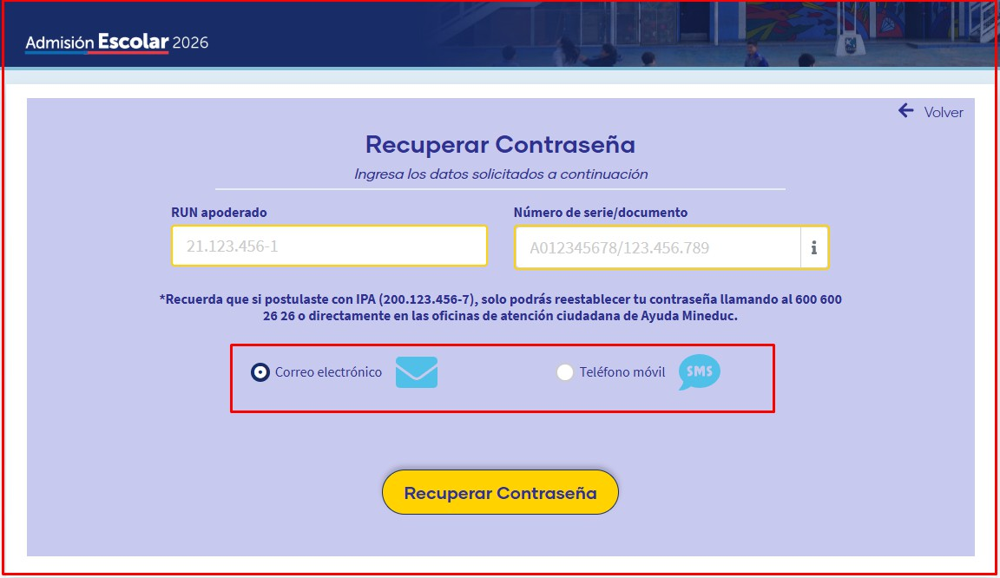 Admisión Escolar 2026
Volver
Recuperar Contraseña
Ingresa los datos solicitados a continuación
RUN apoderado
Número de serie/documento
21.123.456-1
A012345678/123.456.789
i
*Recuerda que si postulaste con IPA (200.123.456-7), solo podrás reestablecer tu contraseña llamando al 600 600
26 26 o directamente en las oficinas de atención ciudadana de Ayuda Mineduc.
Correo electrónico
Teléfono móvil
SMS
Recuperar Contraseña